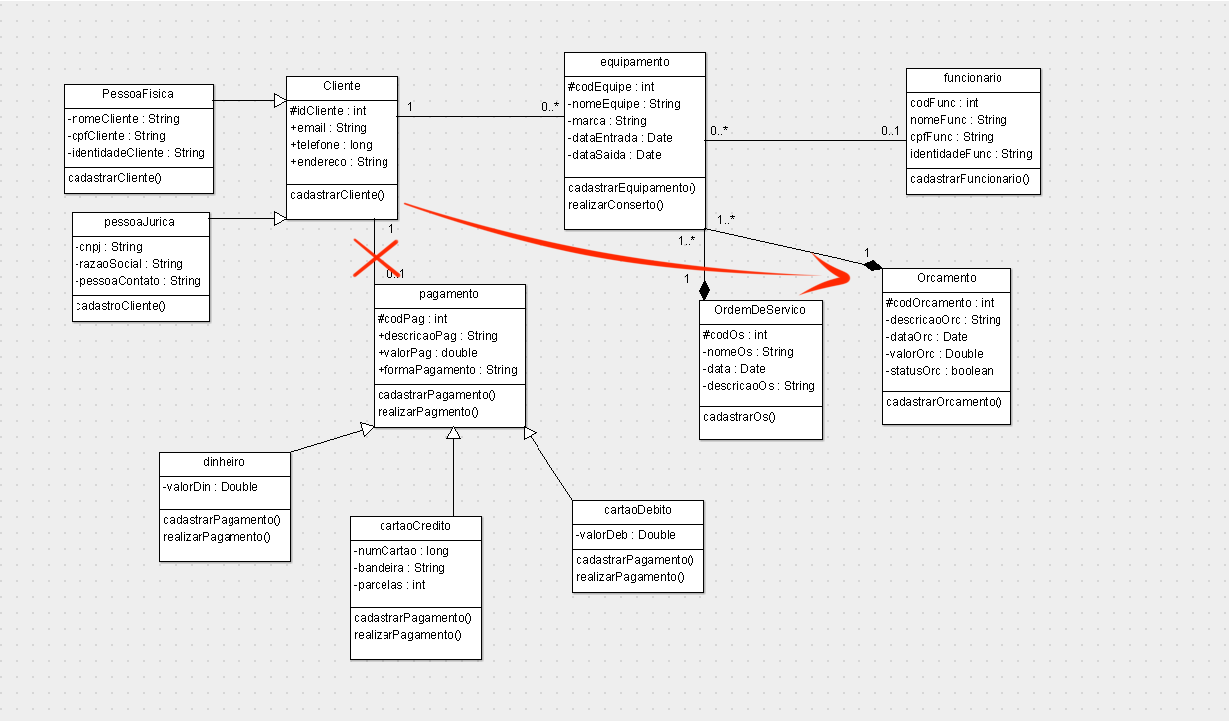 PessoaFisica
-romeCliente : String
-cpfCliente : String
-identidadeCliente : String
cadastrarCliente()
Cliente
#idCliente : int
+email : String
+telefone : long
+endereco : String
cadastrarCliente()
1
0..*
equipamento
#codEquipe : int
-nomeEquipe : String
-marca : String
-dataEntrada : Date
-dataSaida : Date
cadastrarEquipamento()
realizarConserto()
0..*
0..1
funcionario
codFunc : int
nomeFunc : String
cpfFunc : String
identidadeFunc : String
cadastrarFuncionario()
pessoaJurica
-cnpj : String
-razaoSocial : String
-pessoaContato : String
cadastroCliente()
1
0..1
1..*
1..*
1
1
pagamento
#codPag : int
+descricaoPag : String
+valorPag : double
+formaPagamento : String
cadastrarPagamento()
realizarPagmento()
OrdemDeServico
#codOs : int
-nomeOs : String
-data : Date
-descricaoOs : String
cadastrarOs()
Orcamento
#codOrcamento : int
-descricaoOrc : String
-dataOrc : Date
-valorOrc : Double
-statusOrc : boolean
cadastrarOrcamento()
dinheiro
-valorDin : Double
cadastrarPagamento()
realizarPagamento()
cartaoCredito
-numCartao : long
-bandeira : String
-parcelas : int
cadastrarPagamento()
realizarPagamento()
cartaoDebito
-valorDeb : Double
cadastrarPagamento()
realizarPagamento()